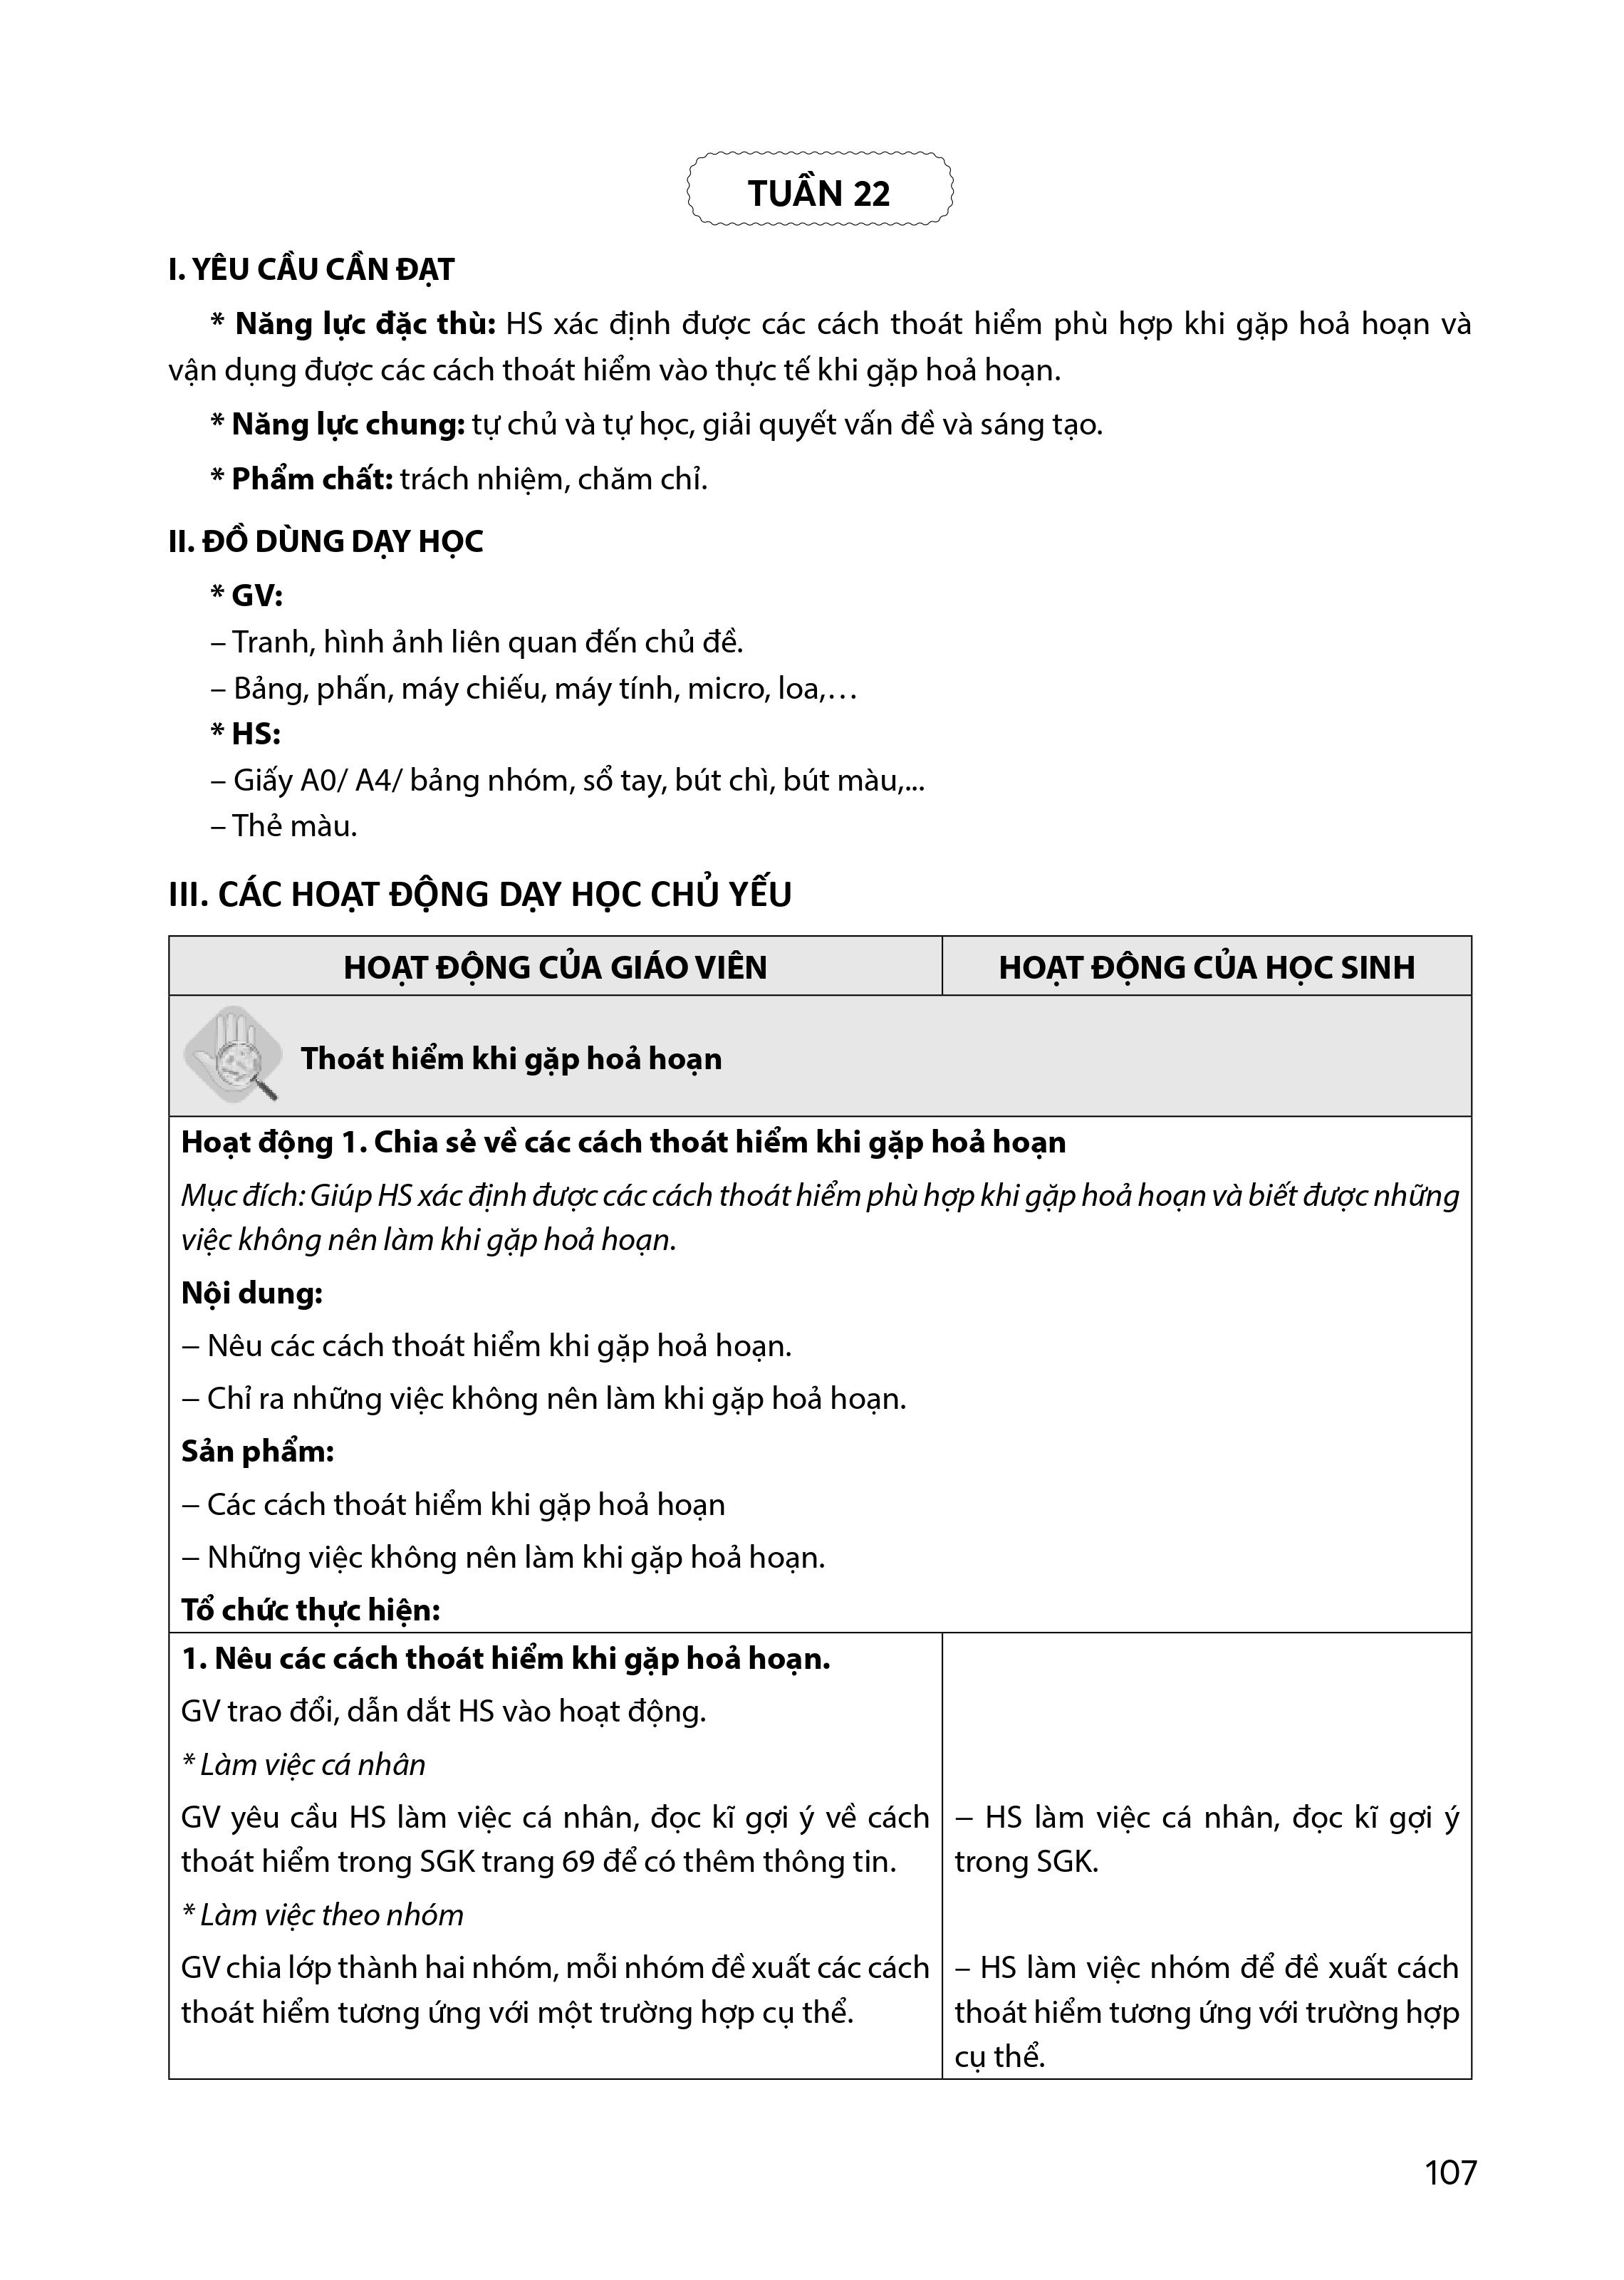 TUẦN 22
I. YÊU CẦU CẦN ĐẠT
* Năng lực đặc thù: HS xác định được các cách thoát hiểm phù hợp khi gặp hoả hoạn và
vận dụng được các cách thoát hiểm vào thực tế khi gặp hoả hoạn.
* Năng lực chung: tự chủ và tự học, giải quyết vấn đề và sáng tạo.
* Phẩm chất: trách nhiệm, chăm chỉ.
II. ĐỒ DÙNG DẠY HỌC
* GV:
– Tranh, hình ảnh liên quan đến chủ đề.
– Bảng, phấn, máy chiếu, máy tính, micro, loa,…
* HS:
– Giấy A0/ A4/ bảng nhóm, sổ tay, bút chì, bút màu,...
– Thẻ màu.
III. CÁC HOẠT ĐỘNG DẠY HỌC CHỦ YẾU
HOẠT ĐỘNG CỦA GIÁO VIÊN
HOẠT ĐỘNG CỦA HỌC SINH
Thoát hiểm khi gặp hoả hoạn
Hoạt động 1. Chia sẻ về các cách thoát hiểm khi gặp hoả hoạn
Mục đích: Giúp HS xác định được các cách thoát hiểm phù hợp khi gặp hoả hoạn và biết được những
việc không nên làm khi gặp hoả hoạn.
Nội dung:
– Nêu các cách thoát hiểm khi gặp hoả hoạn.
– Chỉ ra những việc không nên làm khi gặp hoả hoạn.
Sản phẩm:
– Các cách thoát hiểm khi gặp hoả hoạn
– Những việc không nên làm khi gặp hoả hoạn.
Tổ chức thực hiện:
1. Nêu các cách thoát hiểm khi gặp hoả hoạn.
GV trao đổi, dẫn dắt HS vào hoạt động.
* Làm việc cá nhân
GV yêu cầu HS làm việc cá nhân, đọc kĩ gợi ý về cách
thoát hiểm trong SGK trang 69 để có thêm thông tin.
* Làm việc theo nhóm
GV chia lớp thành hai nhóm, mỗi nhóm đề xuất các cách
thoát hiểm tương ứng với một trường hợp cụ thể.
– HS làm việc cá nhân, đọc kĩ gợi ý
trong SGK.
– HS làm việc nhóm để đề xuất cách
thoát hiểm tương ứng với trường hợp
cụ thể.
107